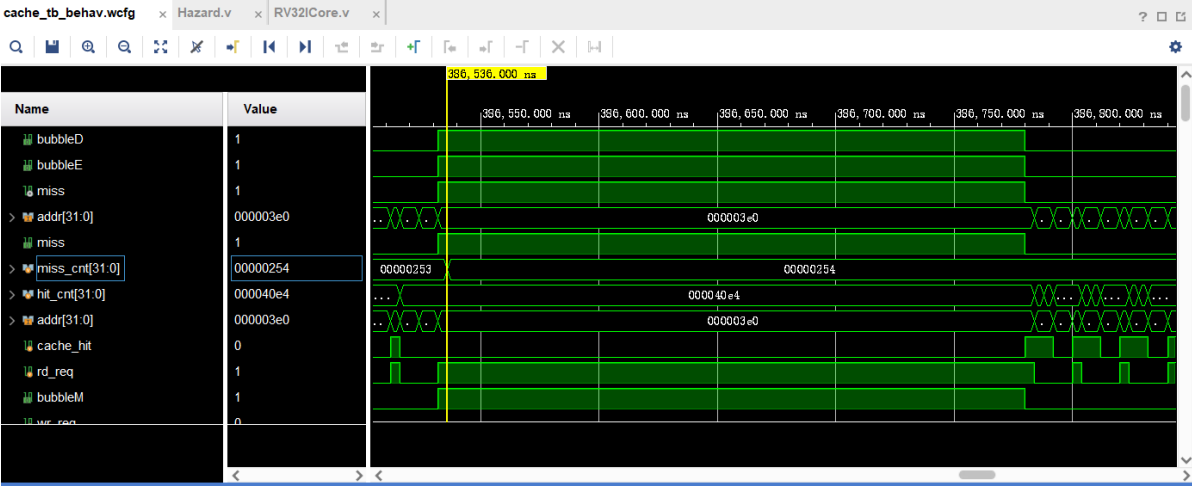 cache_tb_behav.wcfg × Hazard.v × RV32ICore.v ×
386,536.000 ns
Name Value
386,550.000 ns 386,600.000 ns 386,650.000 ns 386,700.000 ns 386,750.000 ns 386,800.000 ns
bubbleD 1
bubbleE 1
miss 1
addr[31:0] 000003e0 .. . . 000003e0 . . . . . . . .
miss 1
miss_cnt[31:0] 00000254 00000253 00000254
hit_cnt[31:0] 000040e4 ... 000040e4 ... ... ...
addr[31:0] 000003e0 .. . . 000003e0 . . . . . . . .
cache_hit 0
rd_req 1
bubbleM 1
wr_req 0